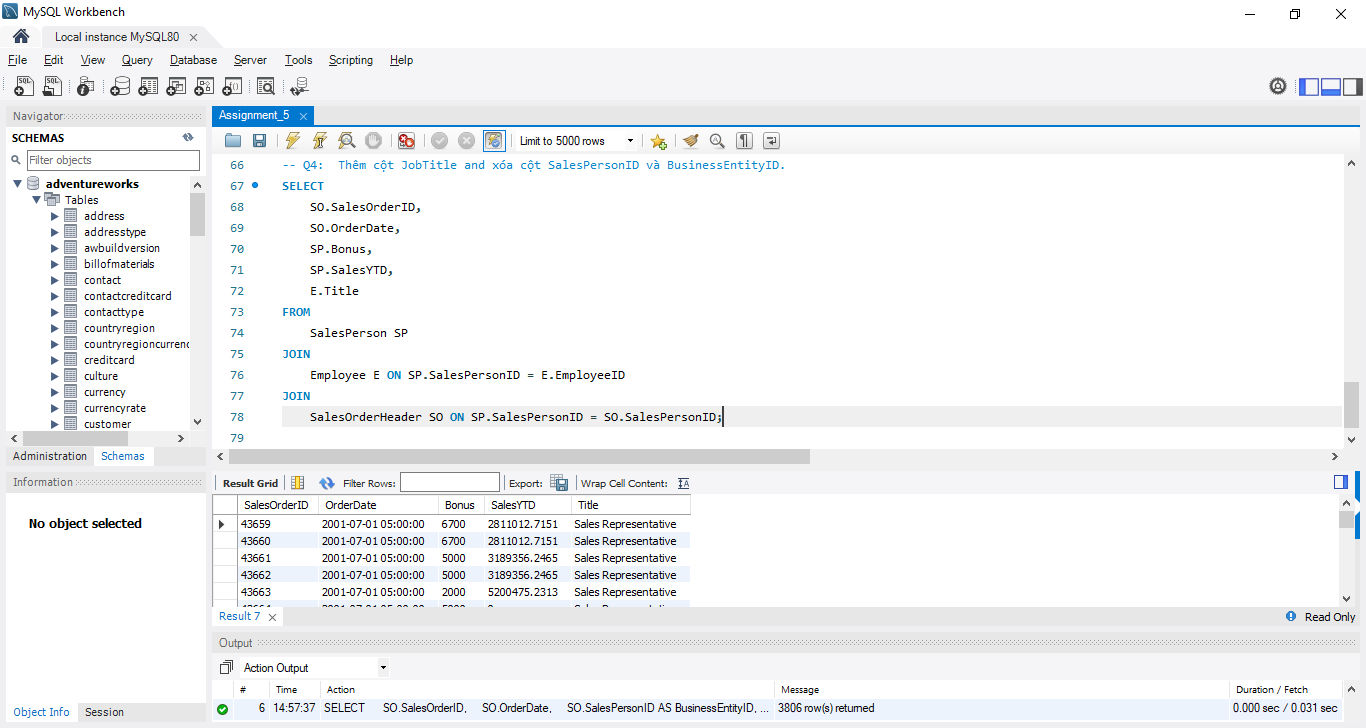 MySQL Workbench
Local instance MySQL80
File Edit View Query Database Server Tools Scripting Help
Navigator
SCHEMAS
Filter objects
adventureworks
Tables
address
addresstype
awbuildversion
billofmaterials
contact
contactcreditcard
contacttype
countryregion
countryregioncurrenc
creditcard
culture
currency
currencyrate
customer
Administration Schemas
Information
No object selected
Object Info Session
Assignment_5
Limit to 5000 rows
66 -- Q4: Thêm cột JobTitle and xóa cột SalesPersonID và BusinessEntityID.
67 SELECT
68 SO.SalesOrderID,
69 SO.OrderDate,
70 SP.Bonus,
71 SP.SalesYTD,
72 E.Title
73 FROM
74 SalesPerson SP
75 JOIN
76 Employee E ON SP.SalesPersonID = E.EmployeeID
77 JOIN
78 SalesOrderHeader SO ON SP.SalesPersonID = SO.SalesPersonID;
79
Result Grid Filter Rows: Export: Wrap Cell Content:
SalesOrderID OrderDate Bonus SalesYTD Title
43659 2001-07-01 05:00:00 6700 2811012.7151 Sales Representative
43660 2001-07-01 05:00:00 6700 2811012.7151 Sales Representative
43661 2001-07-01 05:00:00 5000 3189356.2465 Sales Representative
43662 2001-07-01 05:00:00 5000 3189356.2465 Sales Representative
43663 2001-07-01 05:00:00 2000 5200475.2313 Sales Representative
Result 7 Read Only
Output
Action Output
# Time Action Message Duration / Fetch
6 14:57:37 SELECT SO.SalesOrderID, SO.OrderDate, SO.SalesPersonID AS BusinessEntityID, ... 3806 row(s) returned 0.000 sec / 0.031 sec